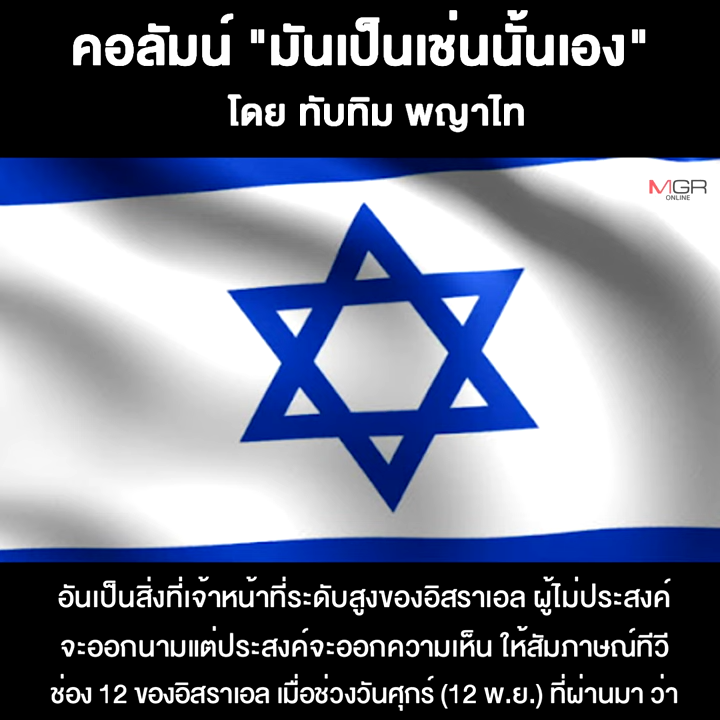 คอลัมน์ "มันเป็นเช่นนั้นเอง"
โดย ทับทิม พญาไท
MGR
ONLINE
อันเป็นสิ่งที่เจ้าหน้าที่ระดับสูงของอิสราเอล ผู้ไม่ประสงค์
จะออกนามแต่ประสงค์จะออกความเห็น ให้สัมภาษณ์ทีวี
ช่อง 12 ของอิสราเอล เมื่อช่วงวันศุกร์ (12 พ.ย.) ที่ผ่านมา ว่า